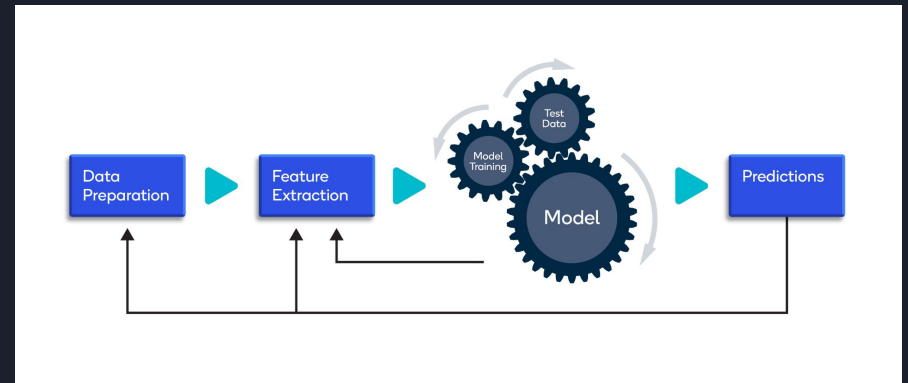 Data
Preparation
Feature
Extraction
Model
Training
Test
Data
Model
Predictions